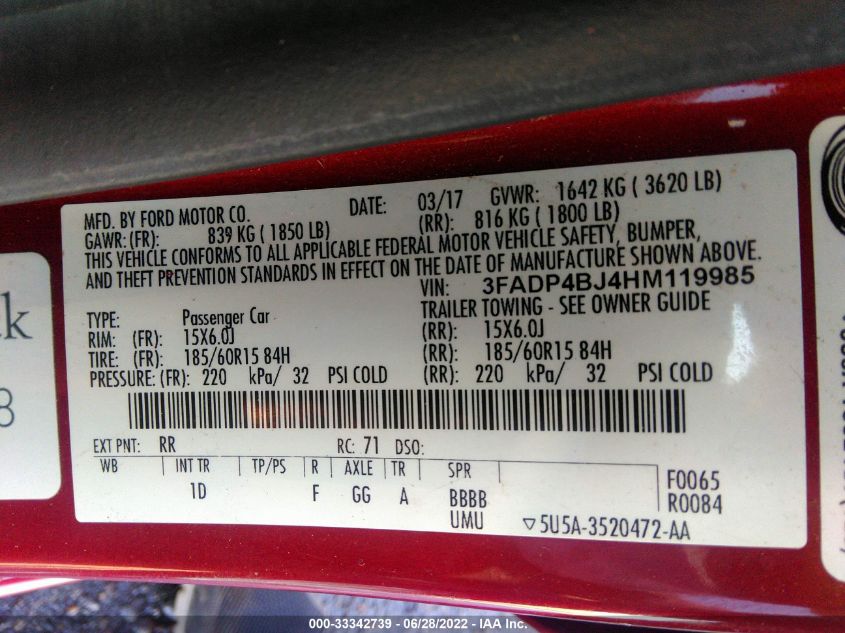 MFD. BY FORD MOTOR CO. DATE: 03/17 GVWR: 1642 KG ( 3620 LB)
GAWR: (FR): 839 KG ( 1850 LB) (RR): 816 KG ( 1800 LB)
THIS VEHICLE CONFORMS TO ALL APPLICABLE FEDERAL MOTOR VEHICLE SAFETY, BUMPER,
AND THEFT PREVENTION STANDARDS IN EFFECT ON THE DATE OF MANUFACTURE SHOWN ABOVE.
VIN: 3FADP4BJ4HM119985
TYPE: Passenger Car TRAILER TOWING - SEE OWNER GUIDE
RIM: (FR): 15X6.0J (RR): 15X6.0J
TIRE: (FR): 185/60R15 84H (RR): 185/60R15 84H
PRESSURE: (FR): 220 kPa/ 32 PSI COLD (RR): 220 kPa/ 32 PSI COLD
EXT PNT: RR RC: 71 DSO:
WB INT TR TP/PS R AXLE TR SPR F0065
1D F GG A BBBB R0084
UMU ▽5U5A-3520472-AA
k
8
000-33342739 / 06/28/2022 - IAA, Inc.